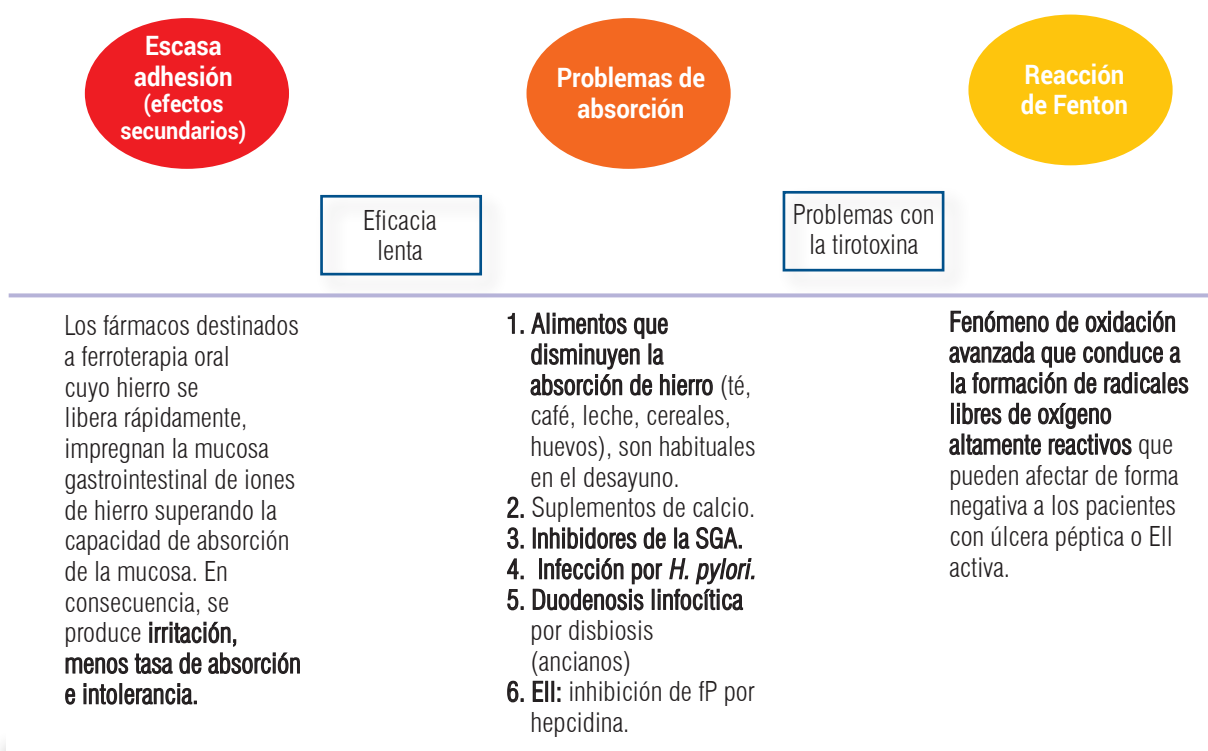 Escasa
adhesión
(efectos
secundarios)
Problemas de
absorción
Reacción
de Fenton
Eficacia
lenta
Problemas con
la tirotoxina
Los fármacos destinados
a ferroterapia oral
cuyo hierro se
libera rápidamente,
impregnan la mucosa
gastrointestinal de iones
de hierro superando la
capacidad de absorción
de la mucosa. En
consecuencia, se
produce irritación,
menos tasa de absorción
e intolerancia.
1. Alimentos que
disminuyen la
absorción de hierro (té,
café, leche, cereales,
huevos), son habituales
en el desayuno.
2. Suplementos de calcio.
3. Inhibidores de la SGA.
4. Infección por H. pylori.
5. Duodenosis linfocítica
por disbiosis
(ancianos)
6. EII: inhibición de fP por
hepcidina.
Fenómeno de oxidación
avanzada que conduce a
la formación de radicales
libres de oxígeno
altamente reactivos que
pueden afectar de forma
negativa a los pacientes
con úlcera péptica o EII
activa.